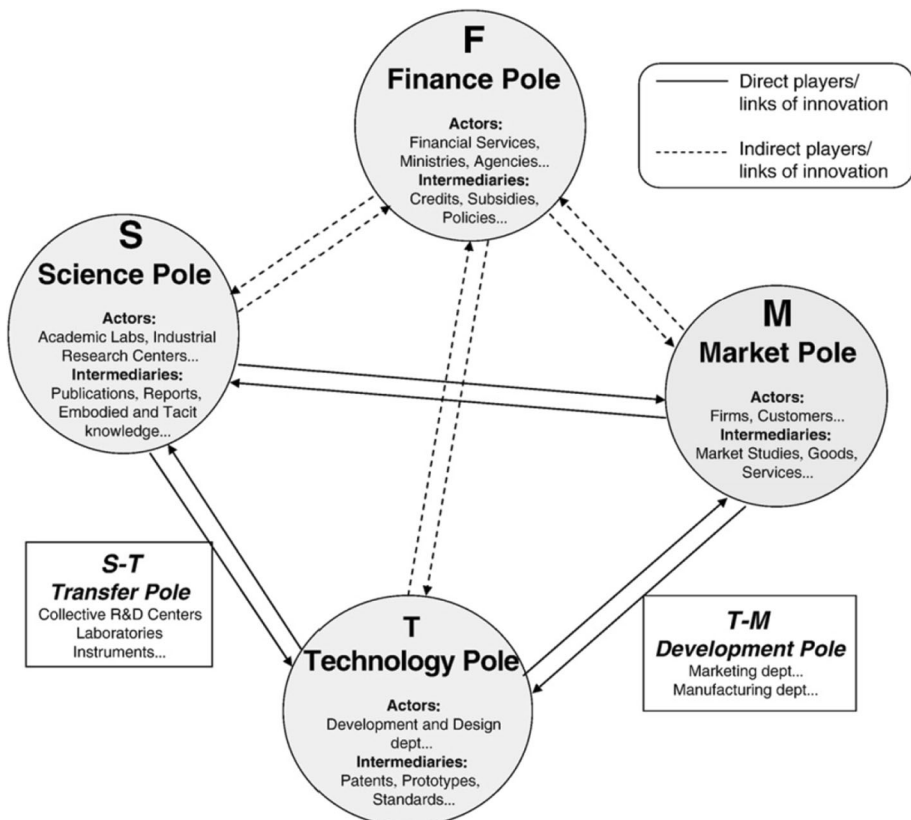 F
Finance Pole
Actors:
Financial Services,
Ministries, Agencies...
Intermediaries:
Credits, Subsidies,
Policies...
Direct players/
links of innovation
Indirect players/
links of innovation
S
Science Pole
Actors:
Academic Labs, Industrial
Research Centers...
Intermediaries:
Publications, Reports,
Embodied and Tacit
knowledge...
M
Market Pole
Actors:
Firms, Customers...
Intermediaries:
Market Studies, Goods,
Services...
S-T
Transfer Pole
Collective R&D Centers
Laboratories
Instruments...
T
Technology Pole
Actors:
Development and Design
dept...
Intermediaries:
Patents, Prototypes,
Standards...
T-M
Development Pole
Marketing dept...
Manufacturing dept...